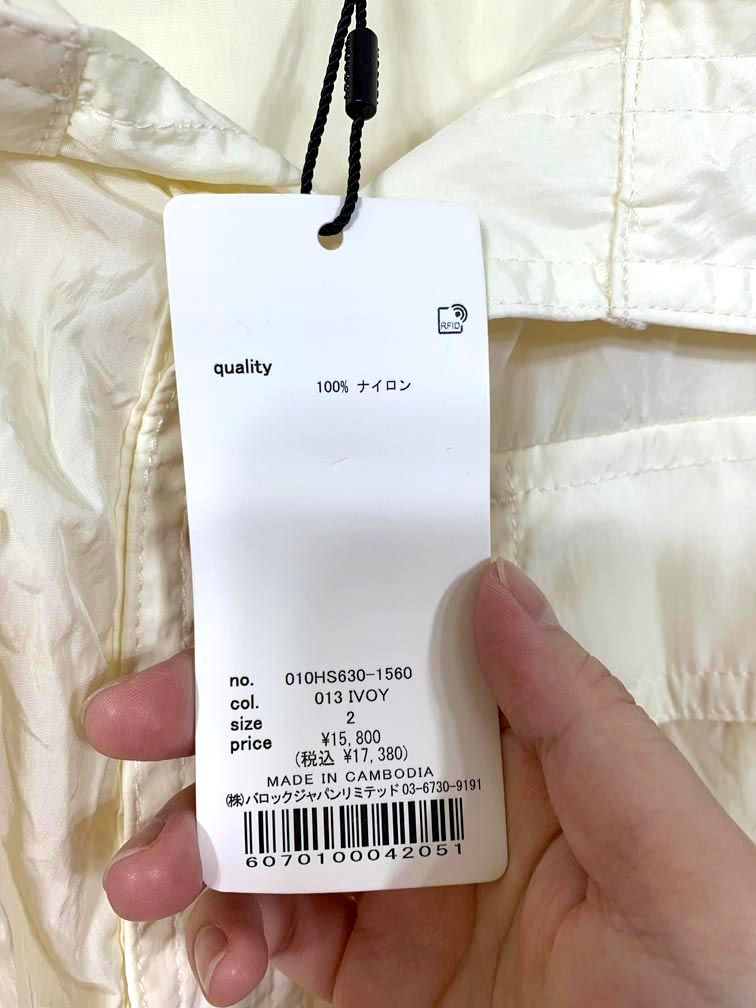 RFID
quality
100% ナイロン
no. 010HS630-1560
col. 013 IVOY
size 2
price ¥15,800
(税込 ¥17,380)
MADE IN CAMBODIA
(株)バロックジャパンリミテッド 03-6730-9191
6070100042051